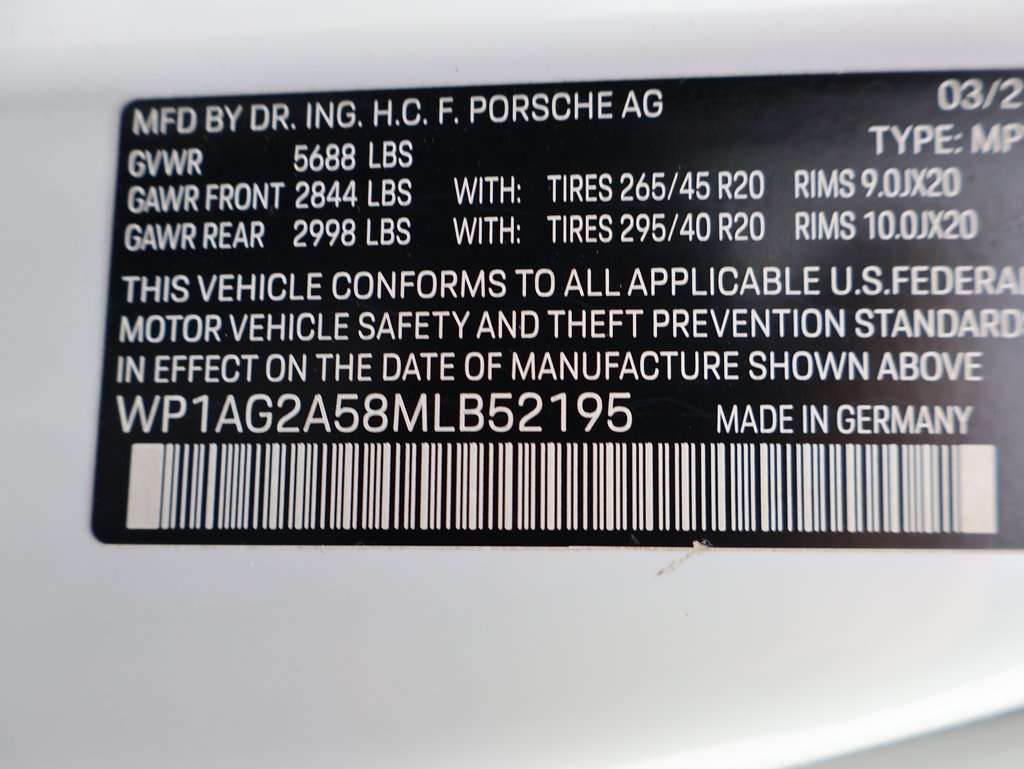 MFD BY DR. ING. H.C. F. PORSCHE AG 03/2
TYPE: MP
GVWR 5688 LBS
GAWR FRONT 2844 LBS WITH: TIRES 265/45 R20 RIMS 9.0JX20
GAWR REAR 2998 LBS WITH: TIRES 295/40 R20 RIMS 10.0JX20
THIS VEHICLE CONFORMS TO ALL APPLICABLE U.S.FEDERAL
MOTOR VEHICLE SAFETY AND THEFT PREVENTION STANDARDS
IN EFFECT ON THE DATE OF MANUFACTURE SHOWN ABOVE
WP1AG2A58MLB52195 MADE IN GERMANY